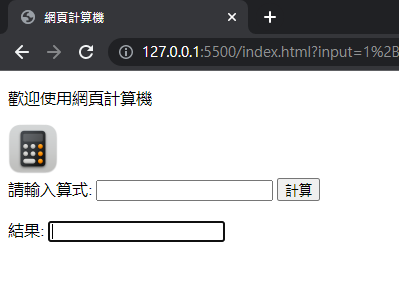 網頁計算機
127.0.0.1:5500/index.html?input=1%2B
歡迎使用網頁計算機
請輸入算式: 計算
結果: